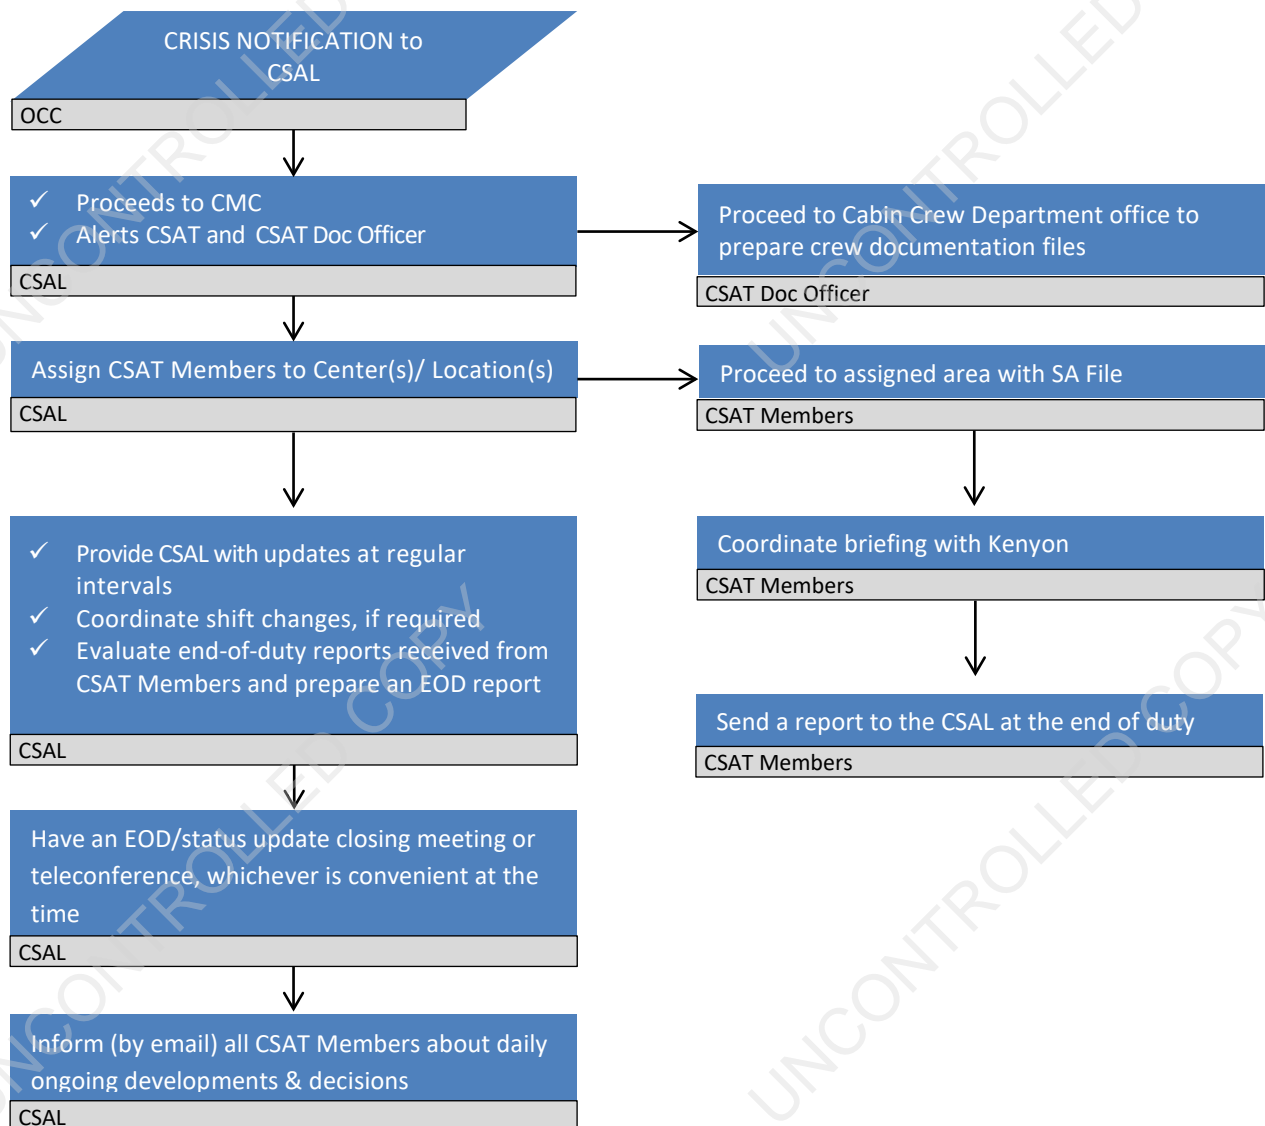 CRISIS NOTIFICATION to
CSAL
OCC
✓ Proceeds to CMC
✓ Alerts CSAT and CSAT Doc Officer
CSAL
Proceed to Cabin Crew Department office to
prepare crew documentation files
CSAT Doc Officer
Assign CSAT Members to Center(s)/ Location(s)
CSAL
Proceed to assigned area with SA File
CSAT Members
✓ Provide CSAL with updates at regular
intervals
✓ Coordinate shift changes, if required
✓ Evaluate end-of-duty reports received from
CSAT Members and prepare an EOD report
CSAL
Coordinate briefing with Kenyon
CSAT Members
Send a report to the CSAL at the end of duty
CSAT Members
Have an EOD/status update closing meeting or
teleconference, whichever is convenient at the
time
CSAL
Inform (by email) all CSAT Members about daily
ongoing developments & decisions
CSAL
UNCONTROLLED COPY
UNCONTROLLED COPY
UNCONTROLLED
UNCONTROLLED